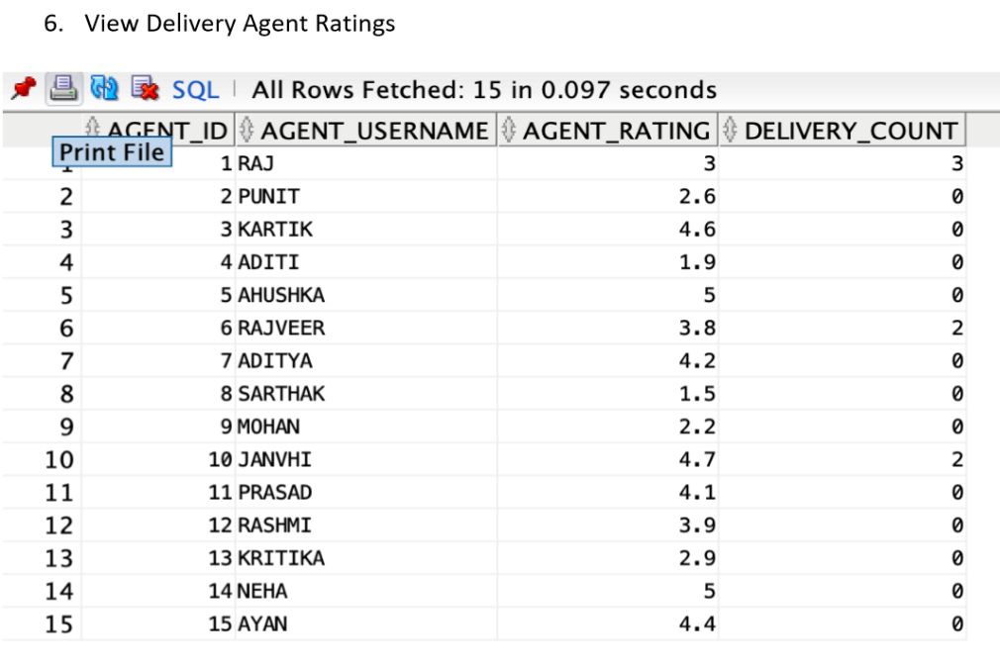 6. View Delivery Agent Ratings
SQL | All Rows Fetched: 15 in 0.097 seconds
AGENT_ID AGENT_USERNAME AGENT_RATING DELIVERY_COUNT
Print File
1 1 RAJ 3 3
2 2 PUNIT 2.6 0
3 3 KARTIK 4.6 0
4 4 ADITI 1.9 0
5 5 AHUSHKA 5 0
6 6 RAJVEER 3.8 2
7 7 ADITYA 4.2 0
8 8 SARTHAK 1.5 0
9 9 MOHAN 2.2 0
10 10 JANVHI 4.7 2
11 11 PRASAD 4.1 0
12 12 RASHMI 3.9 0
13 13 KRITIKA 2.9 0
14 14 NEHA 5 0
15 15 AYAN 4.4 0